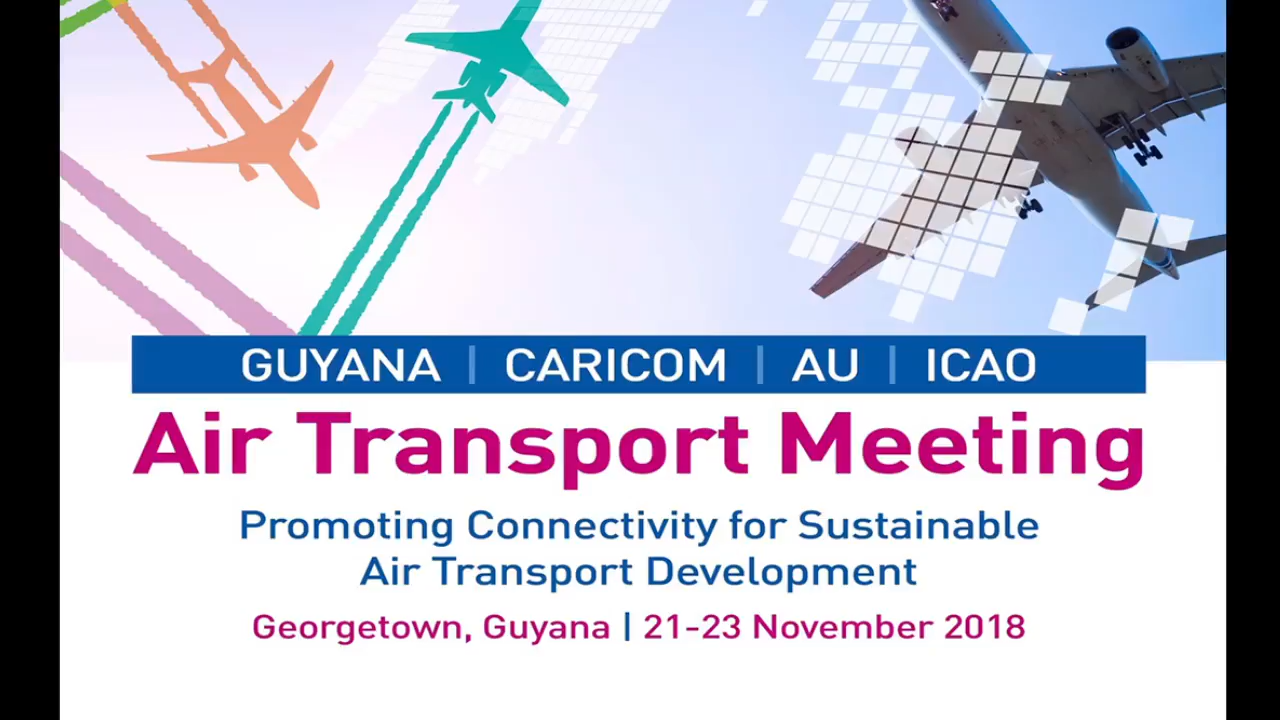 GUYANA | CARICOM | AU | ICAO
Air Transport Meeting
Promoting Connectivity for Sustainable
Air Transport Development
Georgetown, Guyana | 21-23 November 2018